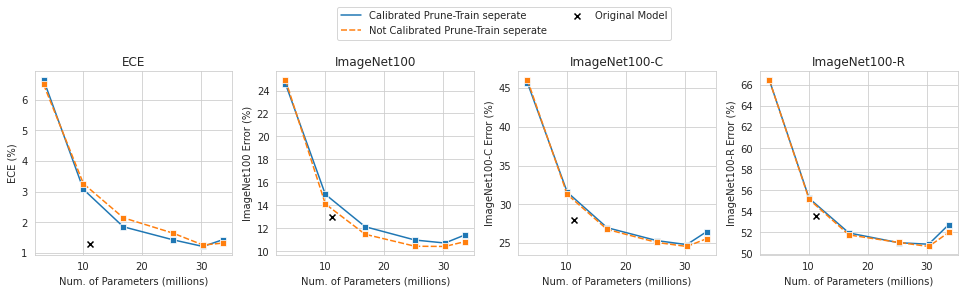 Calibrated Prune-Train seperate
Not Calibrated Prune-Train seperate
Original Model
ECE
ECE (%)
6
5
4
3
2
1
10
20
30
Num. of Parameters (millions)
ImageNet100
ImageNet100 Error (%)
24
22
20
18
16
14
12
10
10
20
30
Num. of Parameters (millions)
ImageNet100-C
ImageNet100-C Error (%)
45
40
35
30
25
10
20
30
Num. of Parameters (millions)
ImageNet100-R
ImageNet100-R Error (%)
66
64
62
60
58
56
54
52
50
10
20
30
Num. of Parameters (millions)